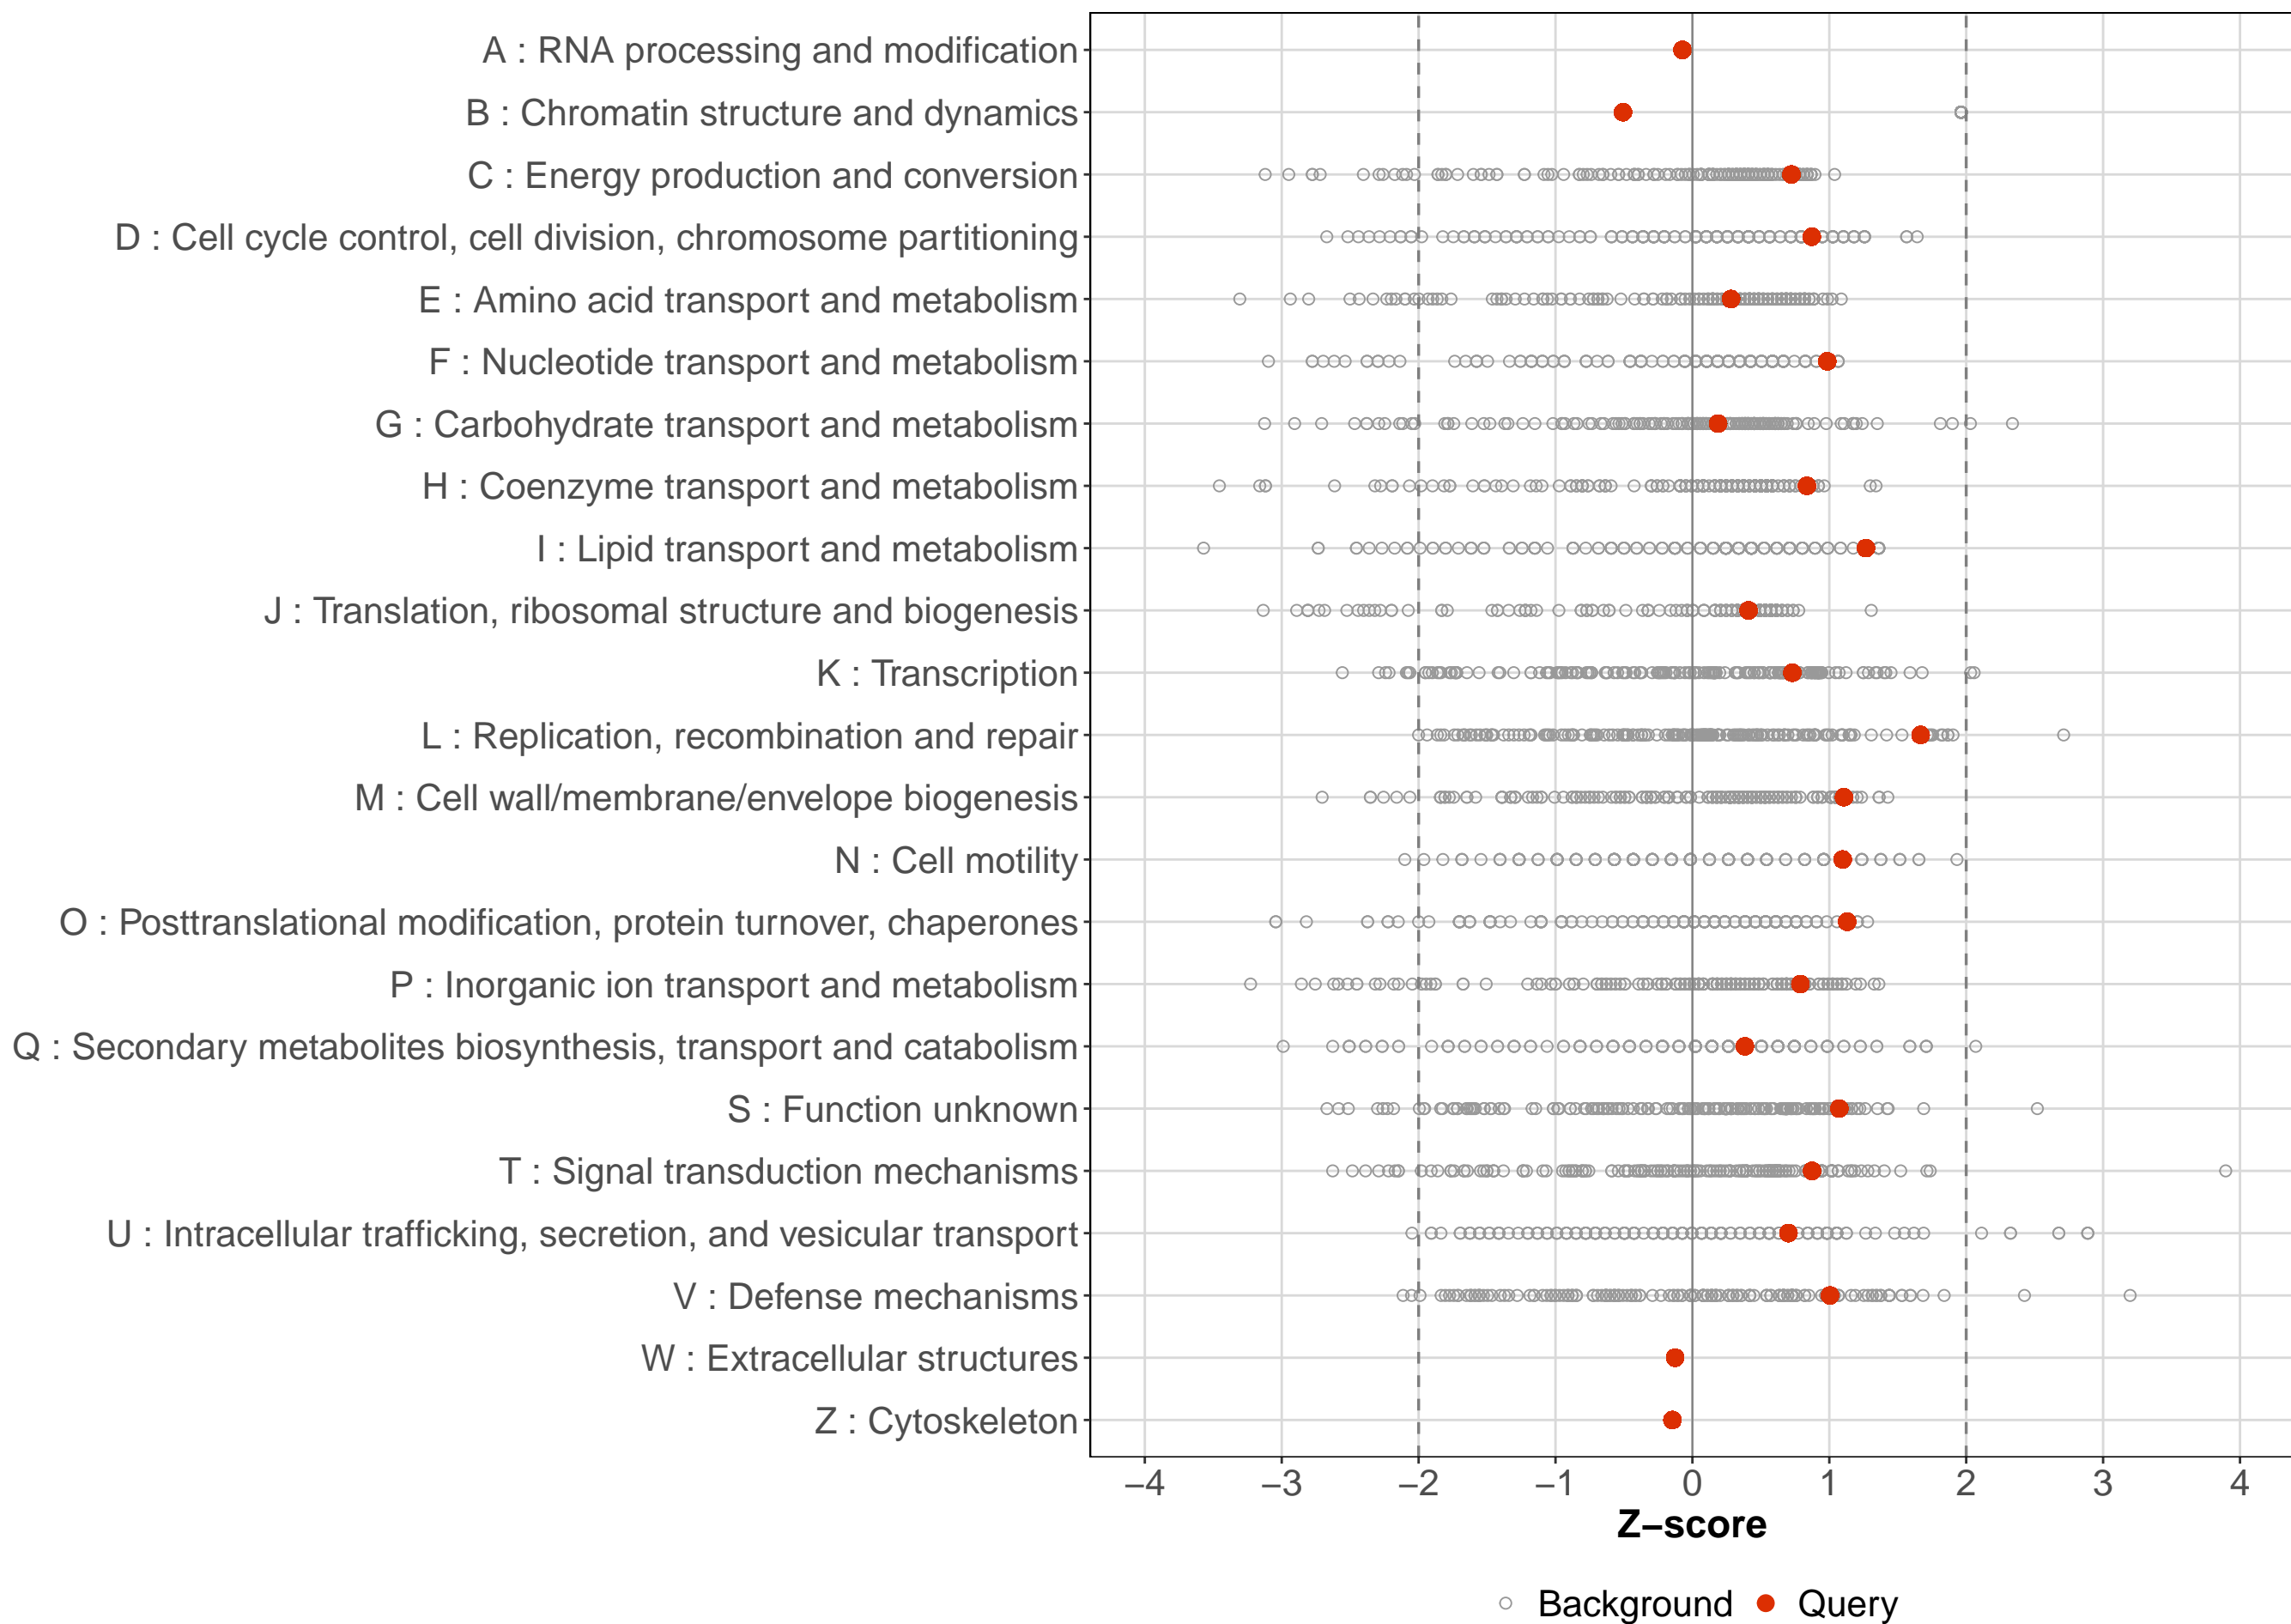 A : RNA processing and modification
B : Chromatin structure and dynamics
C : Energy production and conversion
D : Cell cycle control, cell division, chromosome partitioning
E : Amino acid transport and metabolism
F : Nucleotide transport and metabolism
G : Carbohydrate transport and metabolism
H : Coenzyme transport and metabolism
I : Lipid transport and metabolism
J : Translation, ribosomal structure and biogenesis
K : Transcription
L : Replication, recombination and repair
M : Cell wall/membrane/envelope biogenesis
N : Cell motility
O : Posttranslational modification, protein turnover, chaperones
P : Inorganic ion transport and metabolism
Q : Secondary metabolites biosynthesis, transport and catabolism
S : Function unknown
T : Signal transduction mechanisms
U : Intracellular trafficking, secretion, and vesicular transport
V : Defense mechanisms
W : Extracellular structures
Z : Cytoskeleton
−4 −3 −2 −1 0 1 2 3 4
Z−score
Background Query